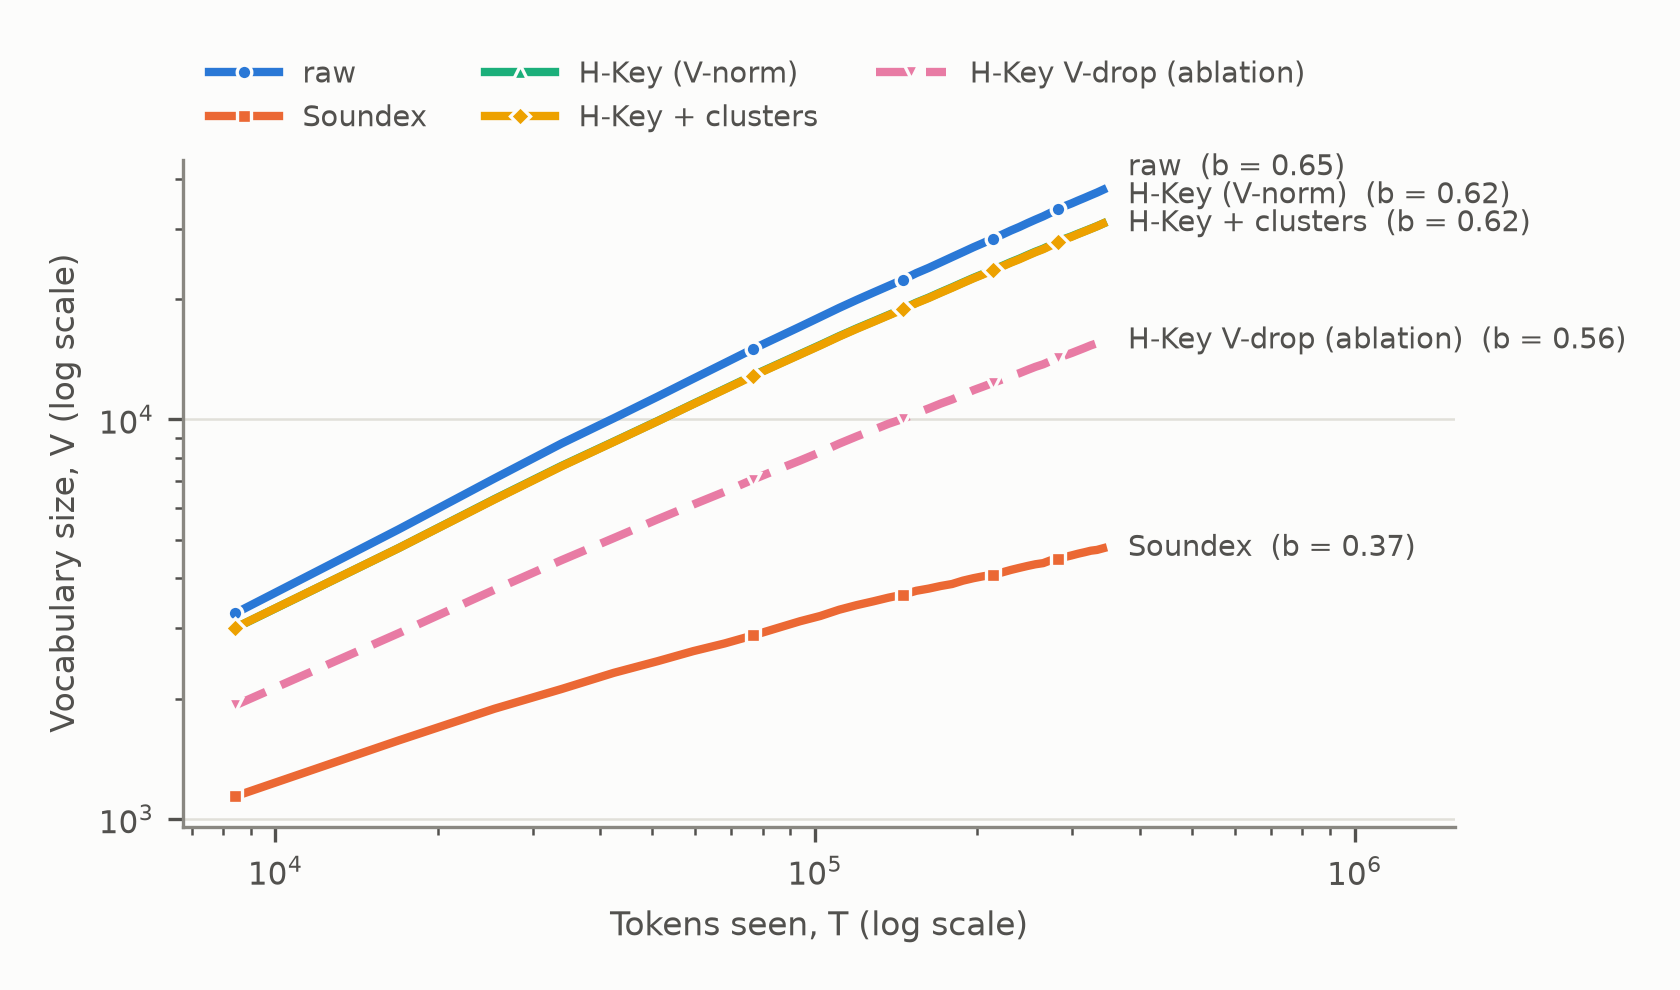 raw
H-Key (V-norm)
H-Key V-drop (ablation)
Soundex
H-Key + clusters
raw (b = 0.65)
H-Key (V-norm) (b = 0.62)
H-Key + clusters (b = 0.62)
H-Key V-drop (ablation) (b = 0.56)
Soundex (b = 0.37)
Vocabulary size, V (log scale)
10⁴
10³
10⁴
10⁵
10⁶
Tokens seen, T (log scale)